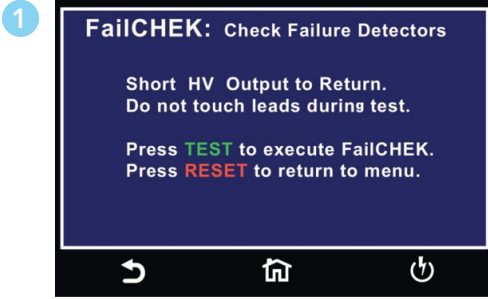 1
FailCHEK: Check Failure Detectors
Short HV Output to Return.
Do not touch leads during test.
Press TEST to execute FailCHEK.
Press RESET to return to menu.